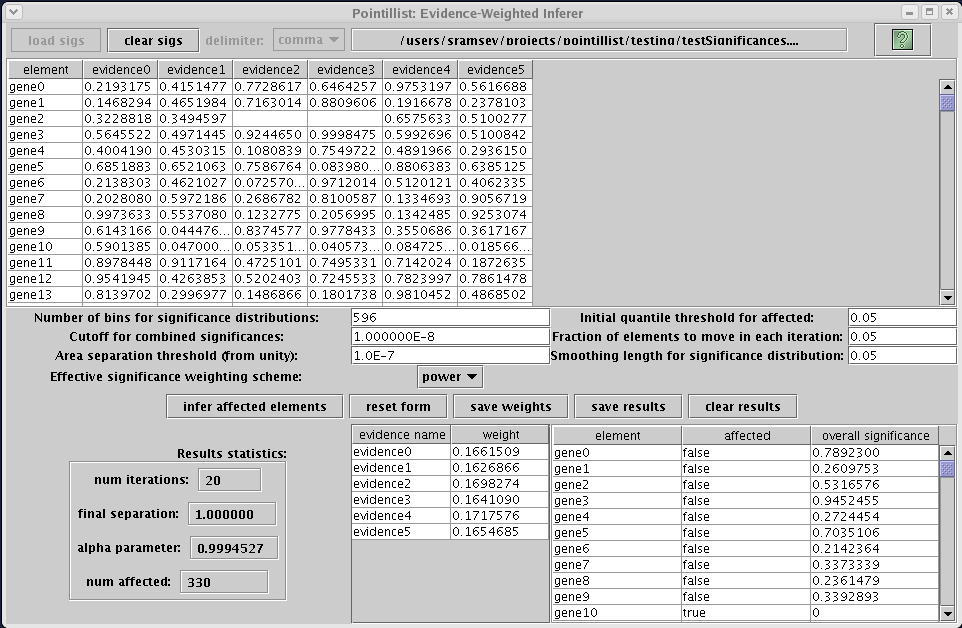 Pointillist: Evidence-Weighted Inferer
load sigs clear sigs delimiter: comma /users/sramsey/projects/pointillist/testing/testSignificances.... ?
element evidence0 evidence1 evidence2 evidence3 evidence4 evidence5
gene0 0.2193175 0.4151477 0.7728617 0.6464257 0.9753197 0.5616688
gene1 0.1468294 0.4651984 0.7163014 0.8809606 0.1916678 0.2378103
gene2 0.3228818 0.3494597 0.6575633 0.5100277
gene3 0.5645522 0.4971445 0.9244650 0.9998475 0.5992696 0.5100842
gene4 0.4004190 0.4530315 0.1080839 0.7549722 0.4891966 0.2936150
gene5 0.6851883 0.6521063 0.7586764 0.083980... 0.8806383 0.6385125
gene6 0.2138303 0.4621027 0.072570... 0.9712014 0.5120121 0.4062335
gene7 0.2028080 0.5972186 0.2686782 0.8100587 0.1334693 0.9056719
gene8 0.9973633 0.5537080 0.1232775 0.2056995 0.1342485 0.9253074
gene9 0.6143166 0.044476... 0.8374577 0.9778433 0.3550686 0.3617167
gene10 0.5901385 0.047000... 0.053351... 0.040573... 0.084725... 0.018566...
gene11 0.8978448 0.9117164 0.4725101 0.7495331 0.7142024 0.1872635
gene12 0.9541945 0.4263853 0.5202403 0.7245533 0.7823997 0.7861478
gene13 0.8139702 0.2996977 0.1486866 0.1801738 0.9810452 0.4868502
Number of bins for significance distributions: 596 Initial quantile threshold for affected: 0.05
Cutoff for combined significances: 1.000000E-8 Fraction of elements to move in each iteration: 0.05
Area separation threshold (from unity): 1.0E-7 Smoothing length for significance distribution: 0.05
Effective significance weighting scheme: power
infer affected elements reset form save weights save results clear results
Results statistics:
num iterations: 20
final separation: 1.000000
alpha parameter: 0.9994527
num affected: 330
evidence name weight
evidence0 0.1661509
evidence1 0.1626866
evidence2 0.1698274
evidence3 0.1641090
evidence4 0.1717576
evidence5 0.1654685
element affected overall significance
gene0 false 0.7892300
gene1 false 0.2609753
gene2 false 0.5316576
gene3 false 0.9452455
gene4 false 0.2724454
gene5 false 0.7035106
gene6 false 0.2142364
gene7 false 0.3373339
gene8 false 0.2361479
gene9 false 0.3392893
gene10 true 0